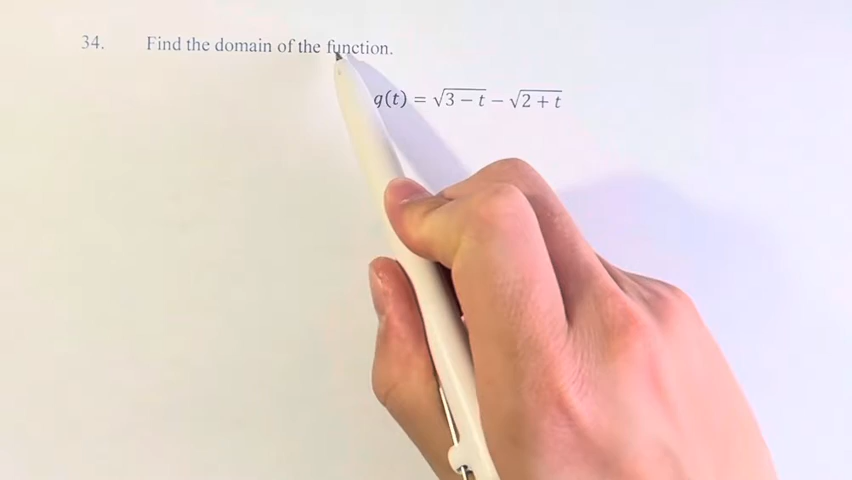 34. Find the domain of the function.
g(t) = √3 − t − √2 + t